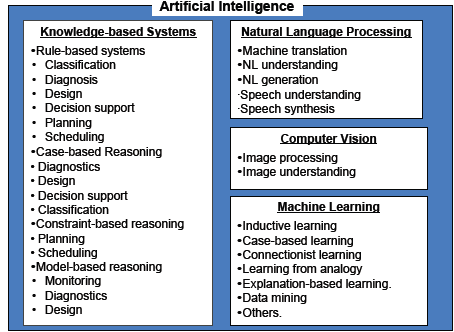 Artificial Intelligence
Knowledge-based Systems
•Rule-based systems
• Classification
• Diagnosis
• Design
• Decision support
• Planning
• Scheduling
•Case-based Reasoning
• Diagnostics
• Design
• Decision support
• Classification
•Constraint-based reasoning
• Planning
• Scheduling
•Model-based reasoning
• Monitoring
• Diagnostics
• Design
Natural Language Processing
•Machine translation
•NL understanding
•NL generation
·Speech understanding
·Speech synthesis
Computer Vision
•Image processing
•Image understanding
Machine Learning
•Inductive learning
•Case-based learning
•Connectionist learning
•Learning from analogy
•Explanation-based learning.
•Data mining
•Others.